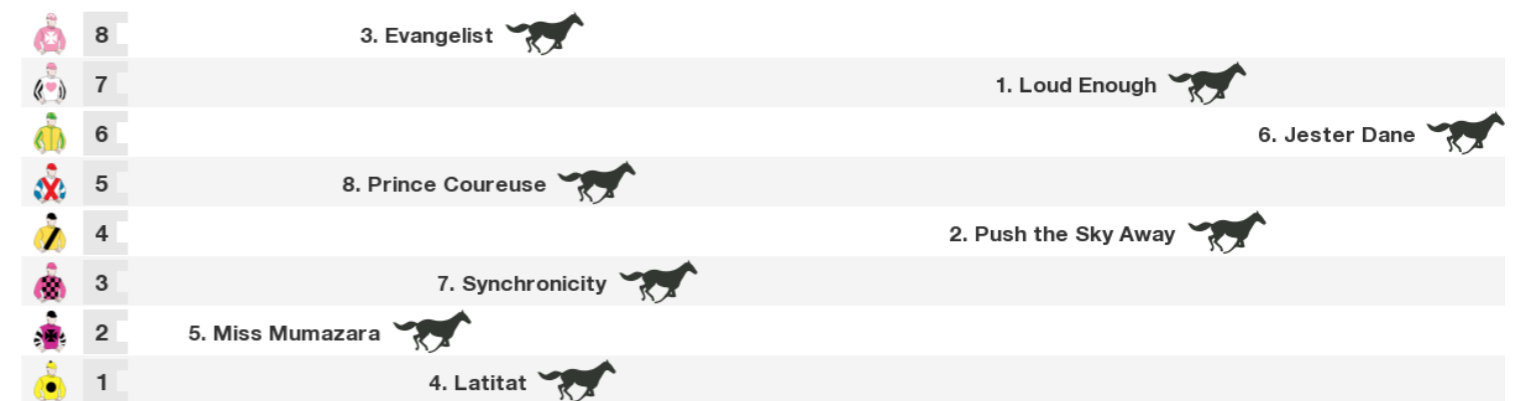 8 3. Evangelist
7 1. Loud Enough
6 6. Jester Dane
5 8. Prince Coureuse
4 2. Push the Sky Away
3 7. Synchronicity
2 5. Miss Mumazara
1 4. Latitat